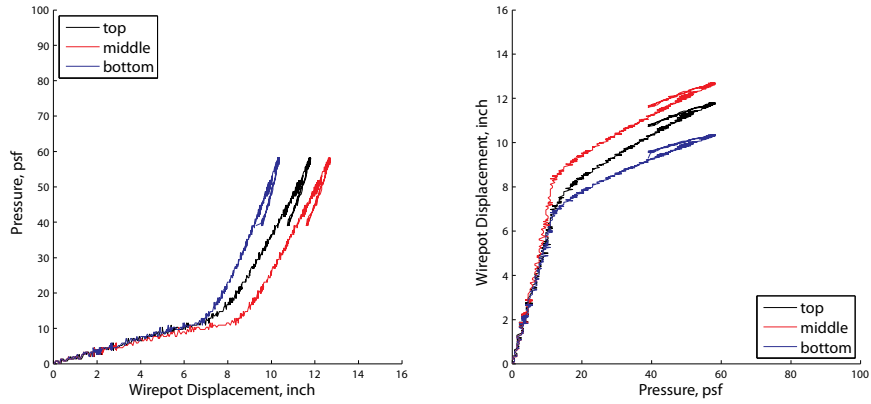 100
90
80
70
60
50
40
30
20
10
0
Pressure, psf
top
middle
bottom
0 2 4 6 8 10 12 14 16
Wirepot Displacement, inch
16
14
12
10
8
6
4
2
0
Wirepot Displacement, inch
top
middle
bottom
0 20 40 60 80 100
Pressure, psf